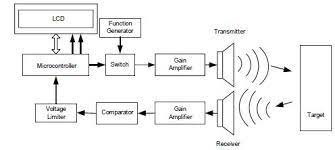 LCD
Function
Generator
Transmitter
Microcontroller
Switch
Gain
Amplifier
Voltage
Limiter
Comparator
Gain
Amplifier
Receiver
Target